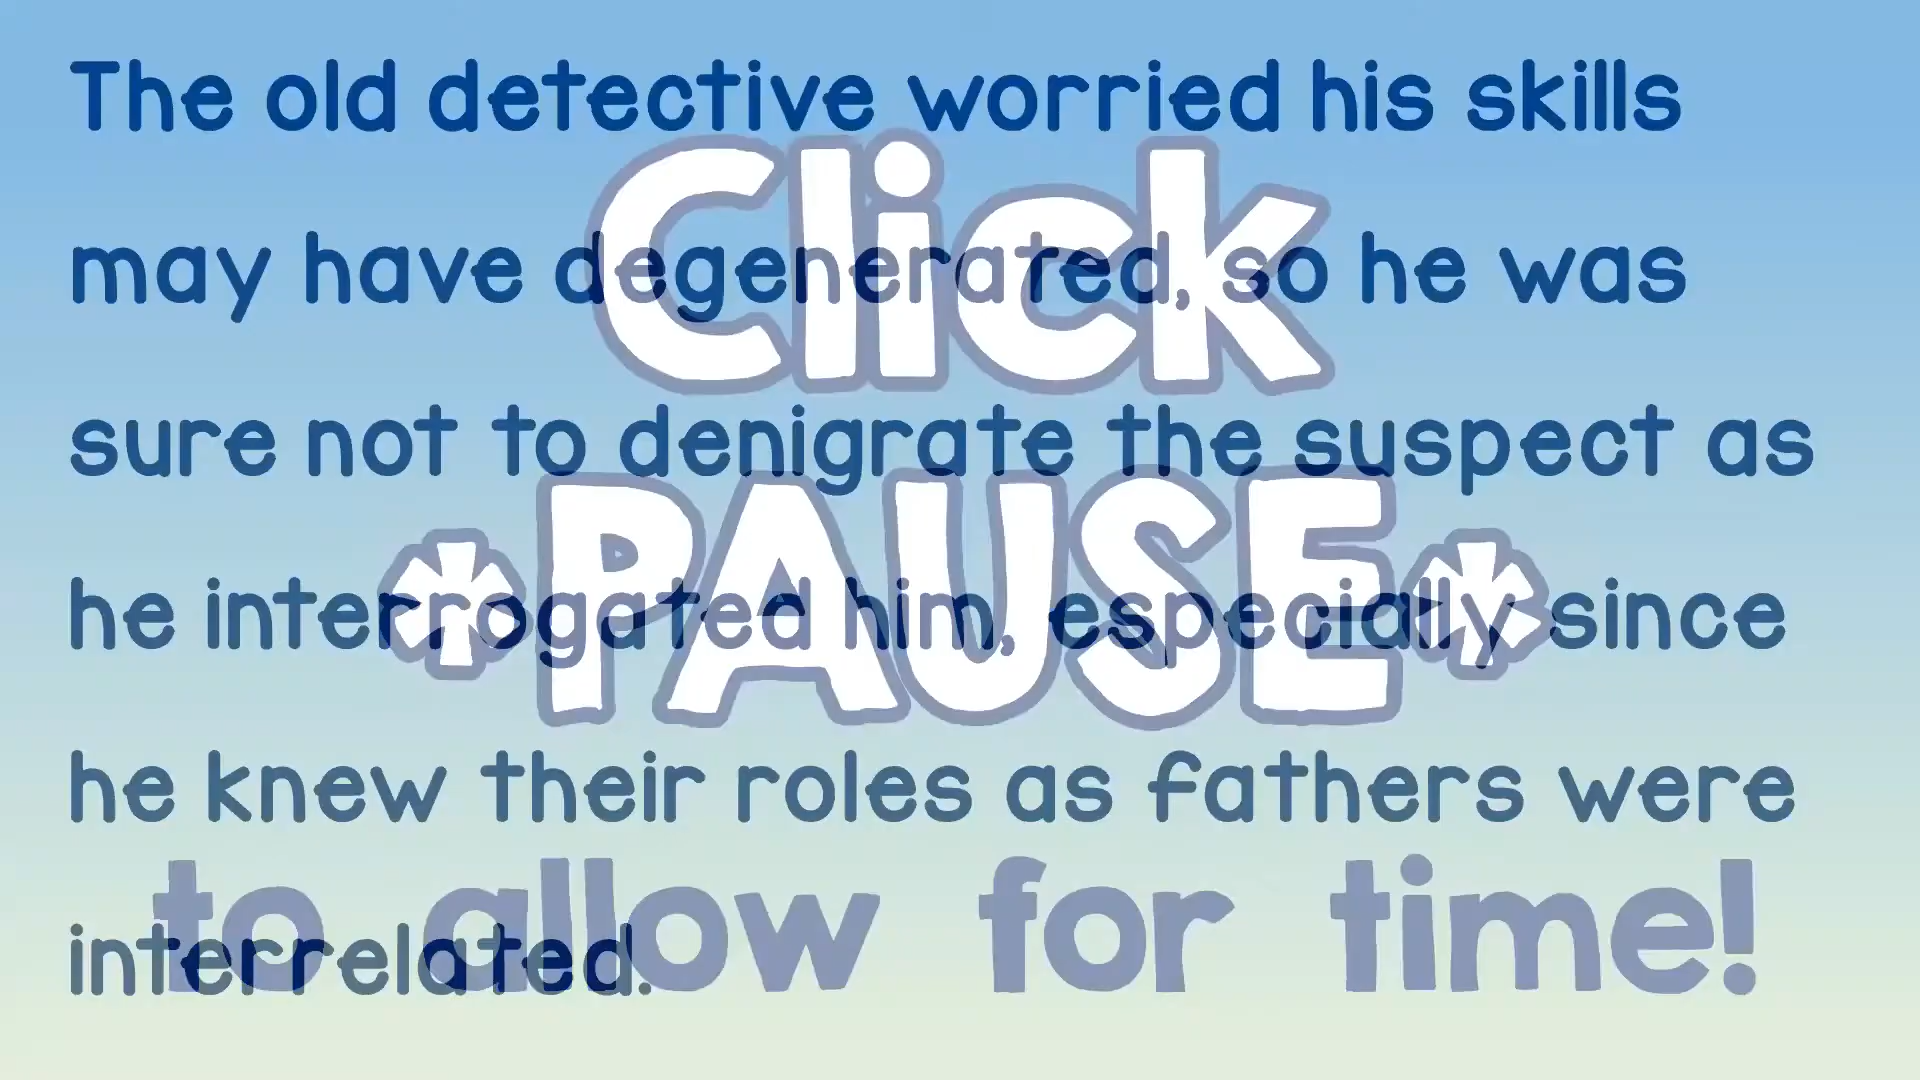 The old detective worried his skills
may have degenerated, so he was
sure not to denigrate the suspect as
he interrogated him, especially since
he knew their roles as fathers were
interrelated.
Click
*PAUSE*
to allow for time!